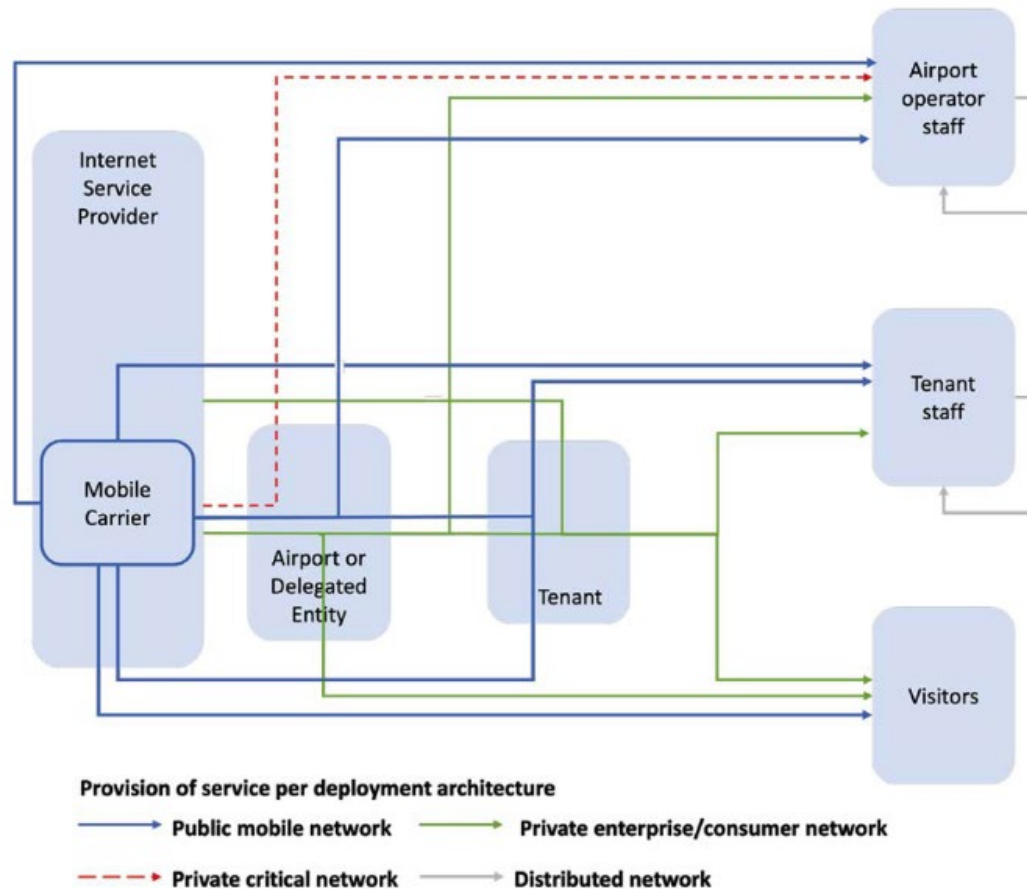 Airport
operator
staff
Internet
Service
Provider
Tenant
staff
Mobile
Carrier
Airport or
Delegated
Entity
Tenant
Visitors
Provision of service per deployment architecture
Public mobile network
Private enterprise/consumer network
Private critical network
Distributed network